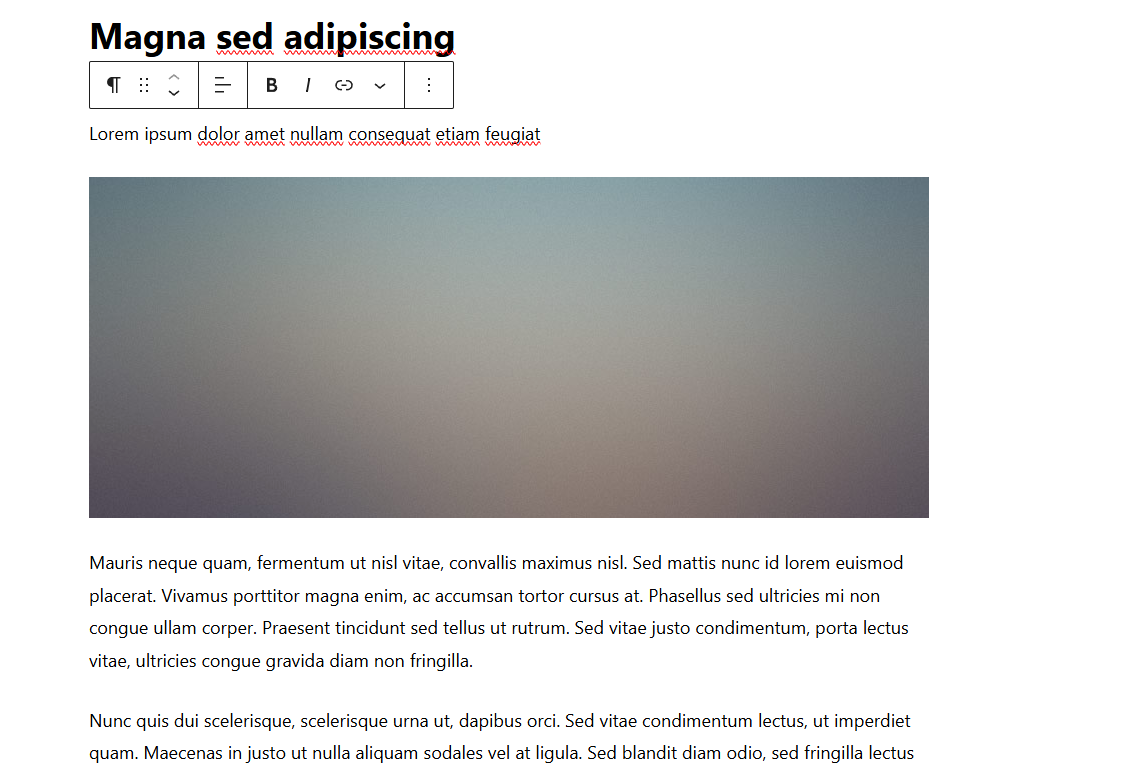 Magna sed adipiscing
B I
Lorem ipsum dolor amet nullam consequat etiam feugiat
Mauris neque quam, fermentum ut nisl vitae, convallis maximus nisl. Sed mattis nunc id lorem euismod
placerat. Vivamus porttitor magna enim, ac accumsan tortor cursus at. Phasellus sed ultricies mi non
congue ullam corper. Praesent tincidunt sed tellus ut rutrum. Sed vitae justo condimentum, porta lectus
vitae, ultricies congue gravida diam non fringilla.
Nunc quis dui scelerisque, scelerisque urna ut, dapibus orci. Sed vitae condimentum lectus, ut imperdiet
quam. Maecenas in justo ut nulla aliquam sodales vel at ligula. Sed blandit diam odio, sed fringilla lectus